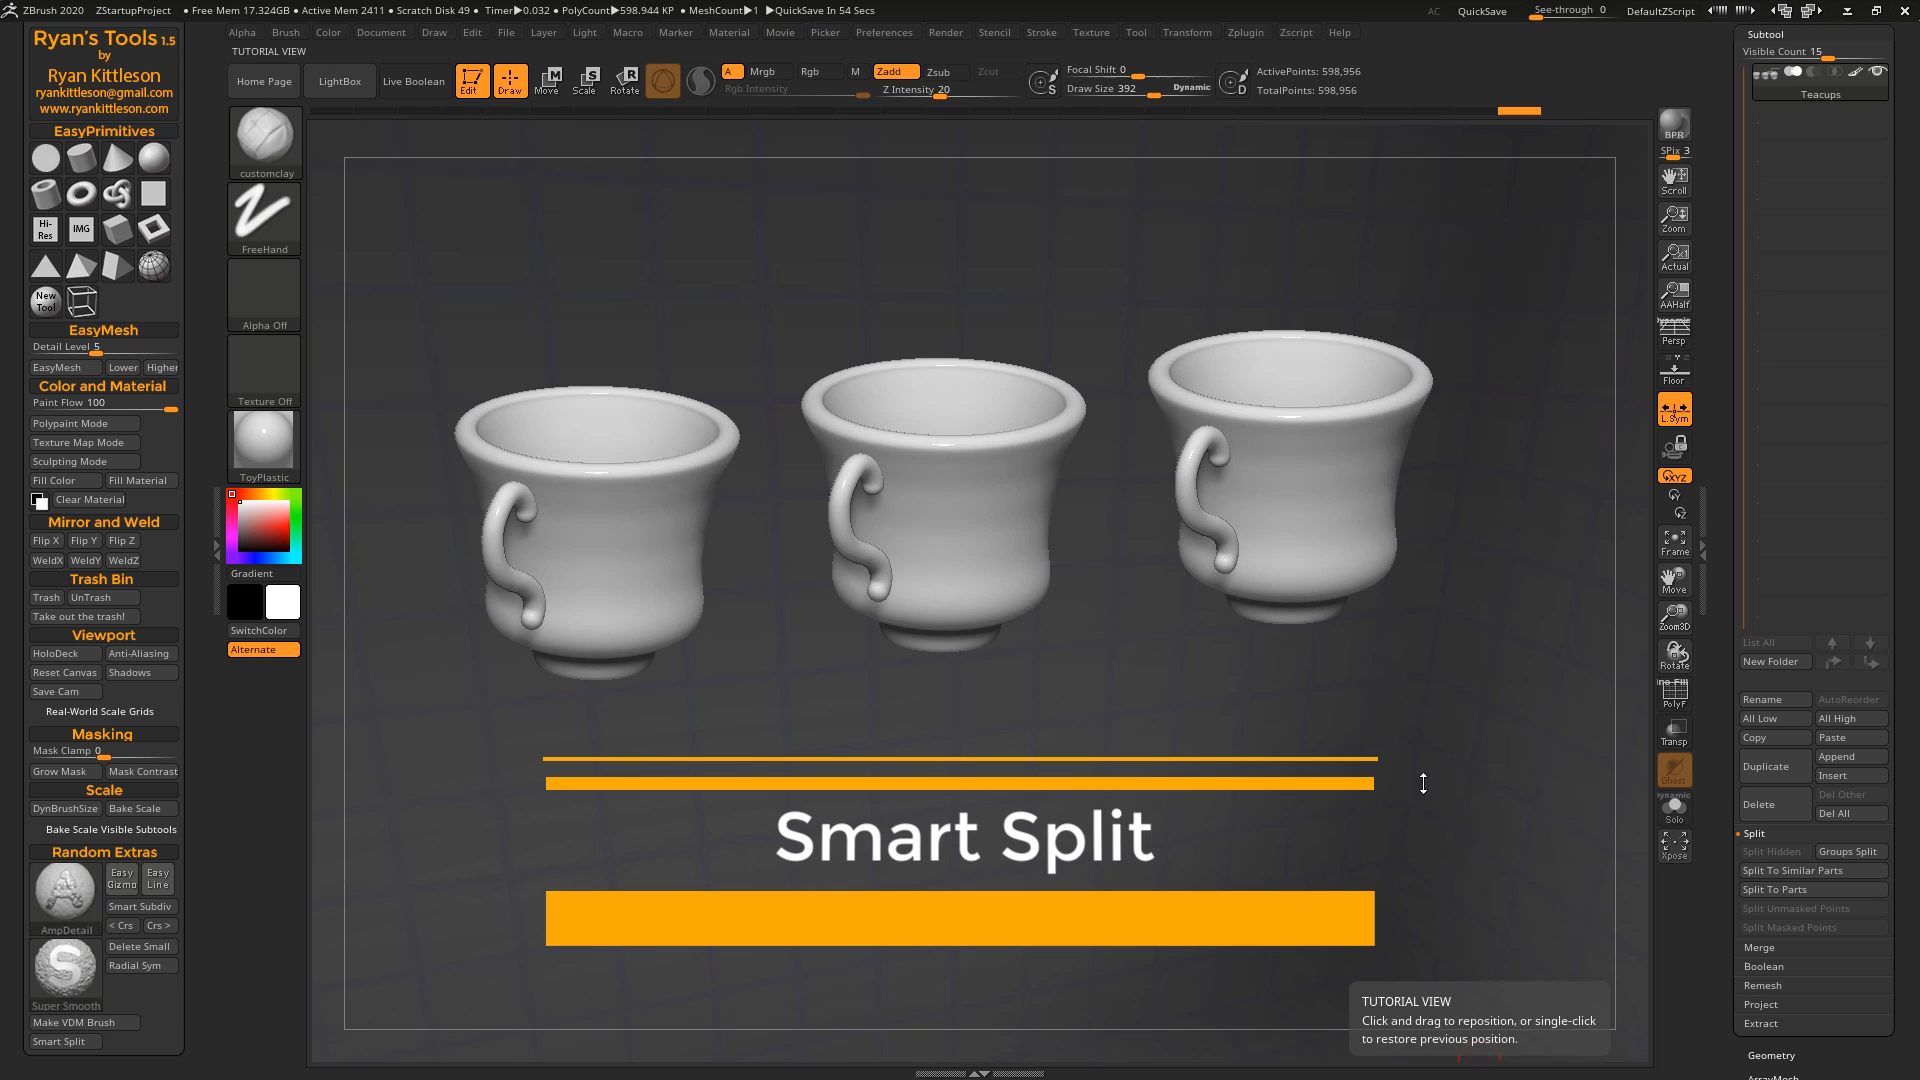 ZBrush 2020 ZStartupProject • Free Mem 17.324GB • Active Mem 2411 • Scratch Disk 49 • Timer▶0.032 • PolyCount▶598.944 KP • MeshCount▶1 ▶QuickSave In 54 Secs AC QuickSave See-through 0 DefaultZScript
Alpha Brush Color Document Draw Edit File Layer Light Macro Marker Material Movie Picker Preferences Render Stencil Stroke Texture Tool Transform Zplugin Zscript Help
TUTORIAL VIEW
Home Page LightBox Live Boolean Edit Draw Move Scale Rotate
A Mrgb Rgb M Zadd Zsub Zcut
Rgb Intensity Z Intensity 20
Focal Shift 0
Draw Size 392 Dynamic
S D
ActivePoints: 598,956
TotalPoints: 598,956
Ryan's Tools 1.5
by
Ryan Kittleson
ryankittleson@gmail.com
www.ryankittleson.com
EasyPrimitives
Hi-Res IMG
New Tool
EasyMesh
Detail Level 5
EasyMesh Lower Higher
Color and Material
Paint Flow 100
Polypaint Mode
Texture Map Mode
Sculpting Mode
Fill Color Fill Material
Clear Material
Mirror and Weld
Flip X Flip Y Flip Z
WeldX WeldY WeldZ
Trash Bin
Trash UnTrash
Take out the trash!
Viewport
HoloDeck Anti-Aliasing
Reset Canvas Shadows
Save Cam
Real-World Scale Grids
Masking
Mask Clamp 0
Grow Mask Mask Contrast
Scale
DynBrushSize Bake Scale
Bake Scale Visible Subtools
Random Extras
Easy Gizmo Easy Line
Smart Subdiv
AmpDetail < Crs Crs >
Delete Small
Radial Sym
Super Smooth
Make VDM Brush
Smart Split
customclay
FreeHand
Alpha Off
Texture Off
ToyPlastic
Gradient
SwitchColor
Alternate
Smart Split
TUTORIAL VIEW
Click and drag to reposition, or single-click
to restore previous position.
BPR
SPix 3
Scroll
Zoom
Actual
AAHalf
Dynamic
Persp
Floor
L.Sym
XYZ
Y
Z
Frame
Move
Zoom3D
Rotate
PolyF
Transp
Ghost
Dynamic
Solo
Xpose
Subtool
Visible Count 15
Teacups
List All
New Folder
Rename AutoReorder
All Low All High
Copy Paste
Duplicate Append
Insert
Delete Del Other
Del All
Split
Split Hidden Groups Split
Split To Similar Parts
Split To Parts
Split Unmasked Points
Split Masked Points
Merge
Boolean
Remesh
Project
Extract
Geometry
ArrayMesh